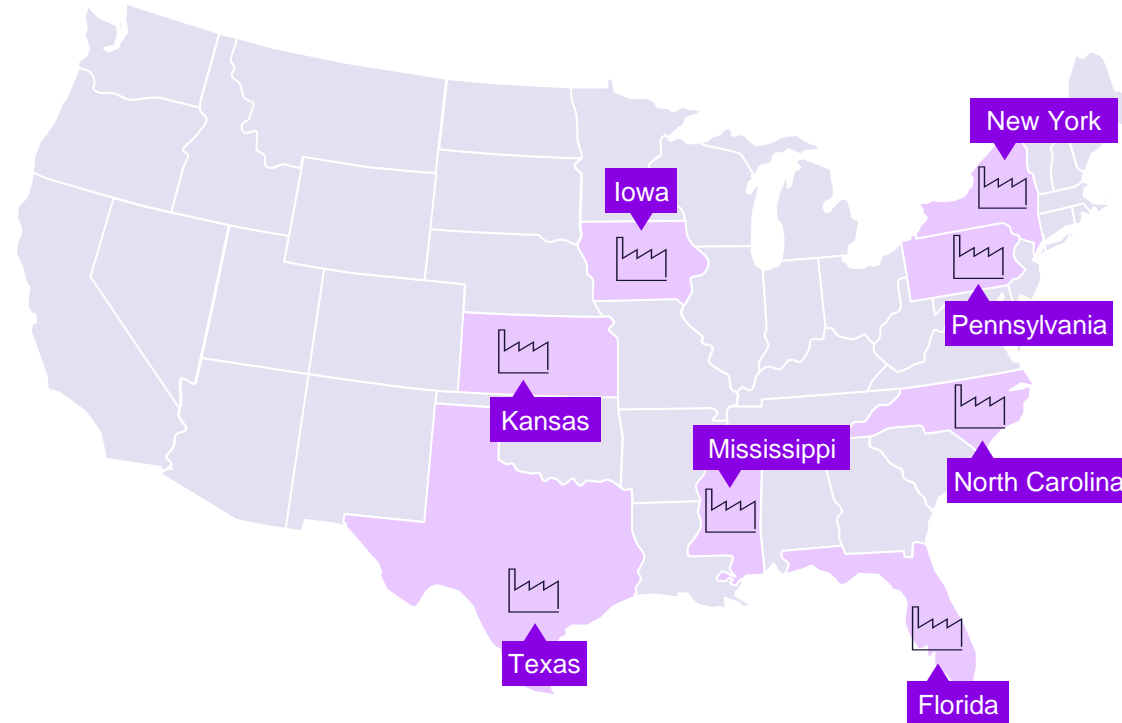 New York
Iowa
Pennsylvania
Kansas
Mississippi
North Carolina
Texas
Florida